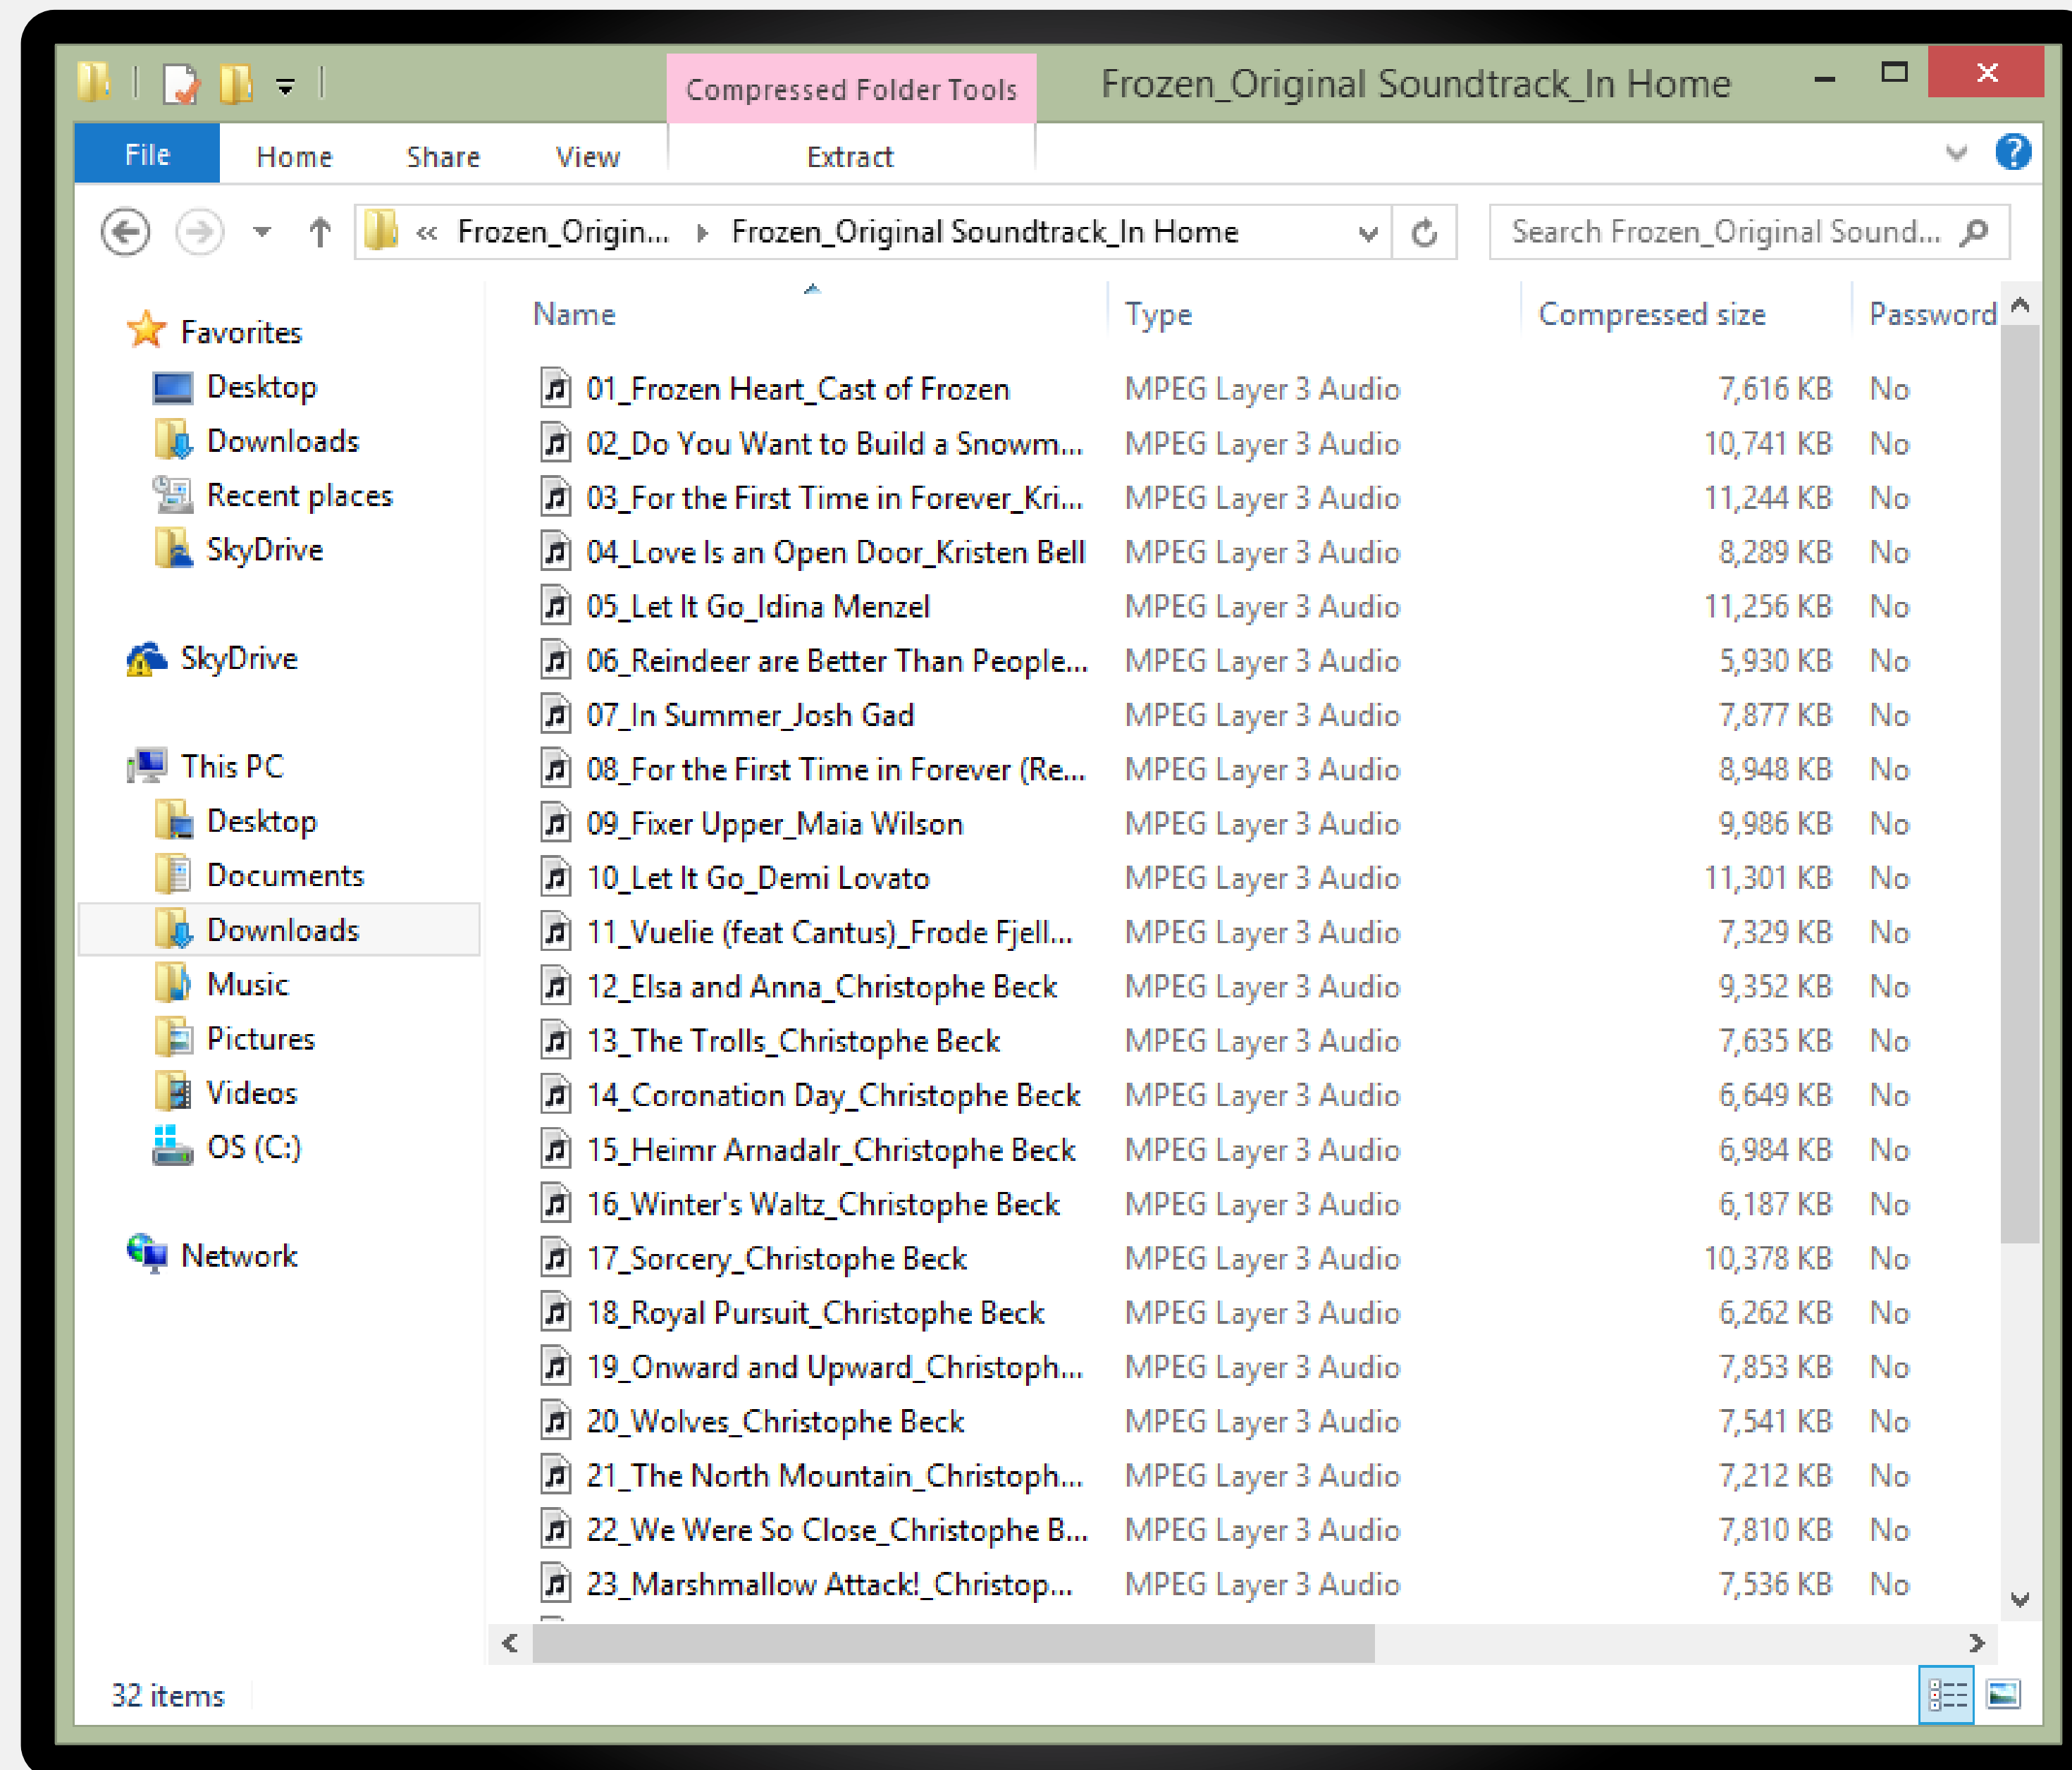 Compressed Folder Tools Frozen_Original Soundtrack_In Home
File Home Share View Extract
« Frozen_Origin... Frozen_Original Soundtrack_In Home Search Frozen_Original Sound...
Favorites
Desktop
Downloads
Recent places
SkyDrive
SkyDrive
This PC
Desktop
Documents
Downloads
Music
Pictures
Videos
OS (C:)
Network
Name Type Compressed size Password
01_Frozen Heart_Cast of Frozen MPEG Layer 3 Audio 7,616 KB No
02_Do You Want to Build a Snowm... MPEG Layer 3 Audio 10,741 KB No
03_For the First Time in Forever_Kri... MPEG Layer 3 Audio 11,244 KB No
04_Love Is an Open Door_Kristen Bell MPEG Layer 3 Audio 8,289 KB No
05_Let It Go_Idina Menzel MPEG Layer 3 Audio 11,256 KB No
06_Reindeer are Better Than People... MPEG Layer 3 Audio 5,930 KB No
07_In Summer_Josh Gad MPEG Layer 3 Audio 7,877 KB No
08_For the First Time in Forever (Re... MPEG Layer 3 Audio 8,948 KB No
09_Fixer Upper_Maia Wilson MPEG Layer 3 Audio 9,986 KB No
10_Let It Go_Demi Lovato MPEG Layer 3 Audio 11,301 KB No
11_Vuelie (feat Cantus)_Frode Fjell... MPEG Layer 3 Audio 7,329 KB No
12_Elsa and Anna_Christophe Beck MPEG Layer 3 Audio 9,352 KB No
13_The Trolls_Christophe Beck MPEG Layer 3 Audio 7,635 KB No
14_Coronation Day_Christophe Beck MPEG Layer 3 Audio 6,649 KB No
15_Heimr Arnadalr_Christophe Beck MPEG Layer 3 Audio 6,984 KB No
16_Winter's Waltz_Christophe Beck MPEG Layer 3 Audio 6,187 KB No
17_Sorcery_Christophe Beck MPEG Layer 3 Audio 10,378 KB No
18_Royal Pursuit_Christophe Beck MPEG Layer 3 Audio 6,262 KB No
19_Onward and Upward_Christoph... MPEG Layer 3 Audio 7,853 KB No
20_Wolves_Christophe Beck MPEG Layer 3 Audio 7,541 KB No
21_The North Mountain_Christoph... MPEG Layer 3 Audio 7,212 KB No
22_We Were So Close_Christophe B... MPEG Layer 3 Audio 7,810 KB No
23_Marshmallow Attack!_Christop... MPEG Layer 3 Audio 7,536 KB No
32 items